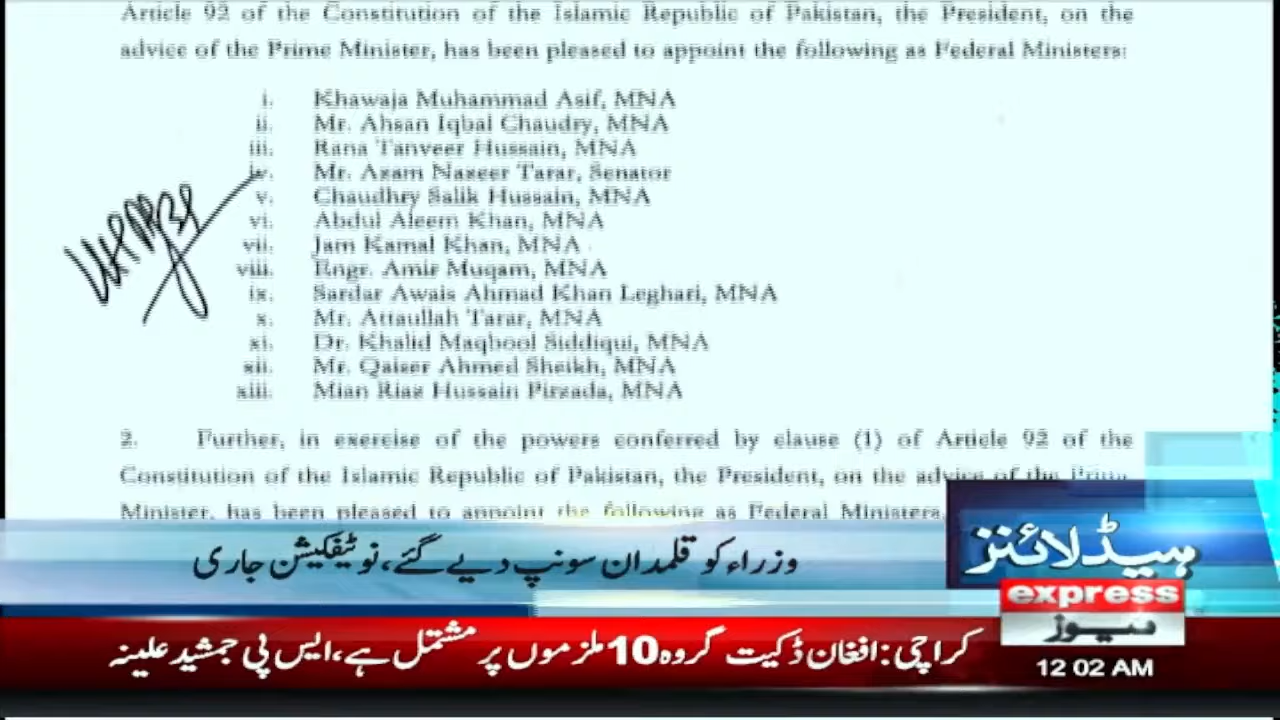 Article 92 of the Constitution of the Islamic Republic of Pakistan, the President, on the
advice of the Prime Minister, has been pleased to appoint the following as Federal Ministers:
i. Khawaja Muhammad Asif, MNA
ii. Mr. Ahsan Iqbal Chaudry, MNA
iii. Rana Tanveer Hussain, MNA
iv. Mr. Azam Nazeer Tarar, Senator
v. Chaudhry Salik Hussain, MNA
vi. Abdul Aleem Khan, MNA
vii. Jam Kamal Khan, MNA
viii. Engr. Amir Muqam, MNA
ix. Sardar Awais Ahmad Khan Leghari, MNA
x. Mr. Attaullah Tarar, MNA
xi. Dr. Khalid Maqbool Siddiqui, MNA
xii. Mr. Qaiser Ahmed Sheikh, MNA
xiii. Mian Riaz Hussain Pirzada, MNA
2. Further, in exercise of the powers conferred by clause (1) of Article 92 of the
Constitution of the Islamic Republic of Pakistan, the President, on the advice of the Prime
Minister, has been pleased to appoint the following as Federal Ministers,
ہیڈلائنز
وزراء کو قلمدان سونپ دیے گئے، نوٹیفکیشن جاری
express
نیوز
کراچی: افغان ڈکیت گروہ 10 ملزموں پر مشتمل ہے، ایس پی جمشید علینہ
12:02 AM